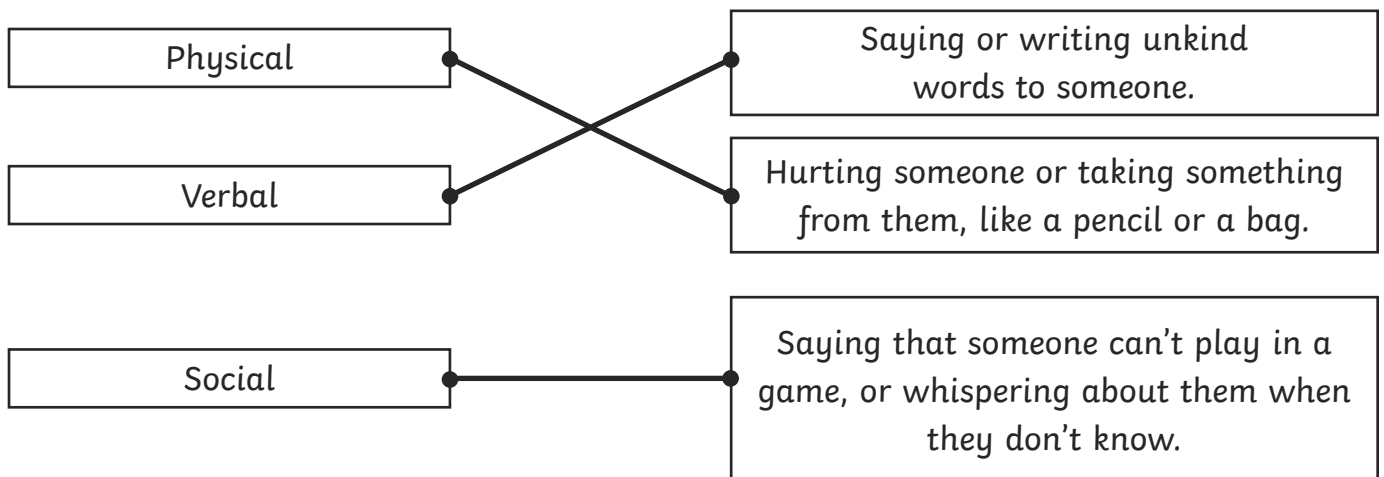 Physical
Saying or writing unkind
words to someone.
Verbal
Hurting someone or taking something
from them, like a pencil or a bag.
Social
Saying that someone can’t play in a
game, or whispering about them when
they don’t know.